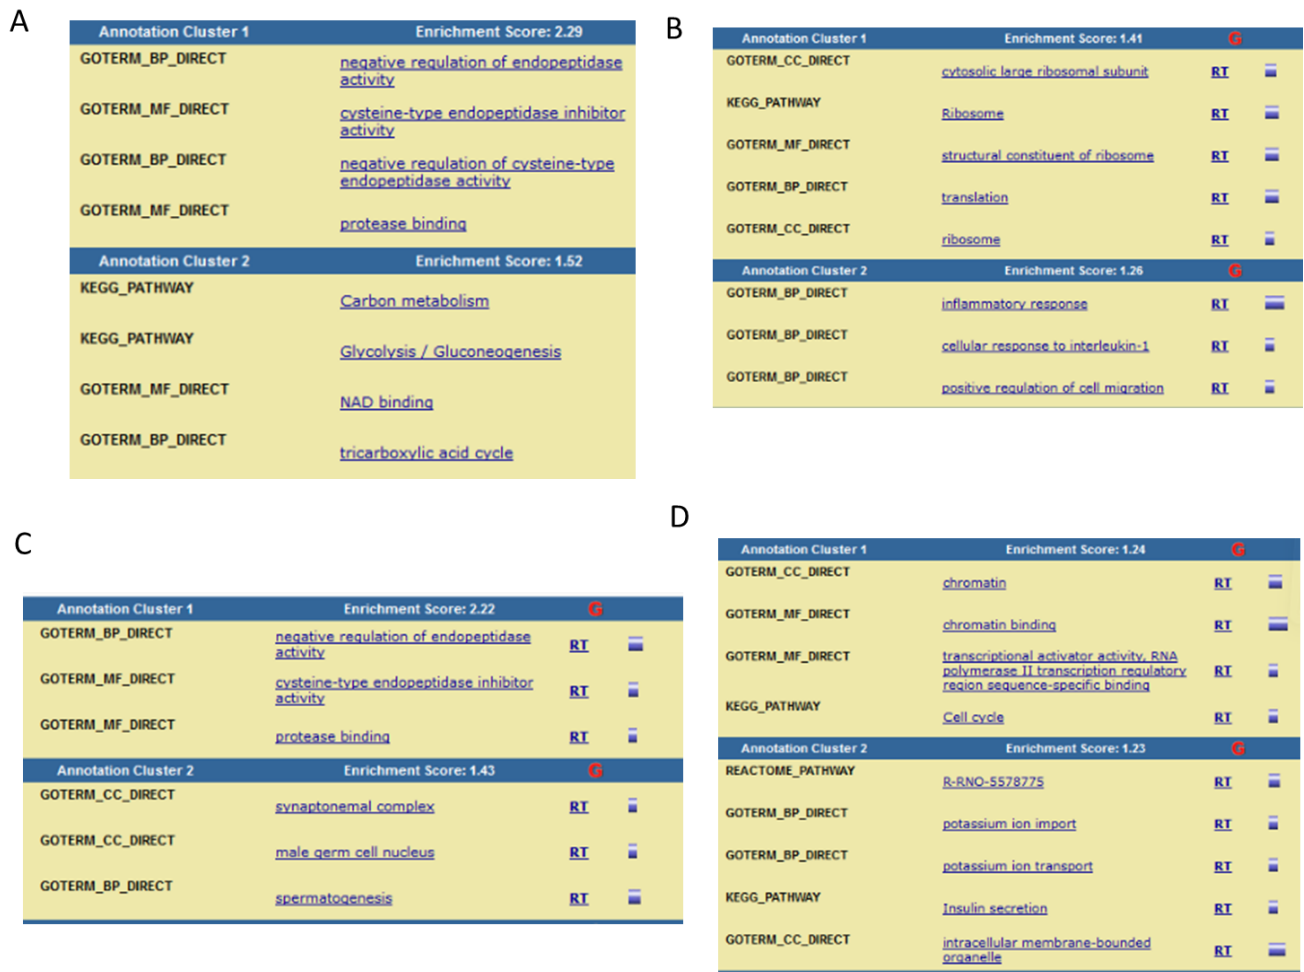 A
Annotation Cluster 1 Enrichment Score: 2.29
GOTERM_BP_DIRECT negative regulation of endopeptidase
activity
GOTERM_MF_DIRECT cysteine-type endopeptidase inhibitor
activity
GOTERM_BP_DIRECT negative regulation of cysteine-type
endopeptidase activity
GOTERM_MF_DIRECT protease binding
Annotation Cluster 2 Enrichment Score: 1.52
KEGG_PATHWAY Carbon metabolism
KEGG_PATHWAY Glycolysis / Gluconeogenesis
GOTERM_MF_DIRECT NAD binding
GOTERM_BP_DIRECT tricarboxylic acid cycle
B
Annotation Cluster 1 Enrichment Score: 1.41 G
GOTERM_CC_DIRECT cytosolic large ribosomal subunit RT
KEGG_PATHWAY Ribosome RT
GOTERM_MF_DIRECT structural constituent of ribosome RT
GOTERM_BP_DIRECT translation RT
GOTERM_CC_DIRECT ribosome RT
Annotation Cluster 2 Enrichment Score: 1.26 G
GOTERM_BP_DIRECT inflammatory response RT
GOTERM_BP_DIRECT cellular response to interleukin-1 RT
GOTERM_BP_DIRECT positive regulation of cell migration RT
C
Annotation Cluster 1 Enrichment Score: 2.22 G
GOTERM_BP_DIRECT negative regulation of endopeptidase
activity RT
GOTERM_MF_DIRECT cysteine-type endopeptidase inhibitor
activity RT
GOTERM_MF_DIRECT protease binding RT
Annotation Cluster 2 Enrichment Score: 1.43 G
GOTERM_CC_DIRECT synaptonemal complex RT
GOTERM_CC_DIRECT male germ cell nucleus RT
GOTERM_BP_DIRECT spermatogenesis RT
D
Annotation Cluster 1 Enrichment Score: 1.24 G
GOTERM_CC_DIRECT chromatin RT
GOTERM_MF_DIRECT chromatin binding RT
GOTERM_MF_DIRECT transcriptional activator activity, RNA
polymerase II transcription regulatory RT
region sequence-specific binding
KEGG_PATHWAY Cell cycle RT
Annotation Cluster 2 Enrichment Score: 1.23 G
REACTOME_PATHWAY R-RNO-5578775 RT
GOTERM_BP_DIRECT potassium ion import RT
GOTERM_BP_DIRECT potassium ion transport RT
KEGG_PATHWAY Insulin secretion RT
GOTERM_CC_DIRECT intracellular membrane-bounded
organelle RT